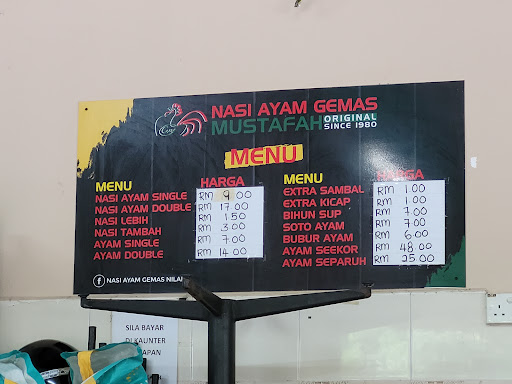 NASI AYAM GEMAS
MUSTAFAH ORIGINAL
SINCE 1980
MENU
MENU HARGA
NASI AYAM SINGLE RM 9.00
NASI AYAM DOUBLE RM 17.00
NASI LEBIH RM 1.50
NASI TAMBAH RM 3.00
AYAM SINGLE RM 7.00
AYAM DOUBLE RM 14.00
MENU HARGA
EXTRA SAMBAL RM 1.00
EXTRA KICAP RM 1.00
BIHUN SUP RM 7.00
SOTO AYAM RM 7.00
BUBUR AYAM RM 6.00
AYAM SEEKOR RM 48.00
AYAM SEPARUH RM 25.00
f NASI AYAM GEMAS NILAI
SILA BAYAR
DI KAUNTER